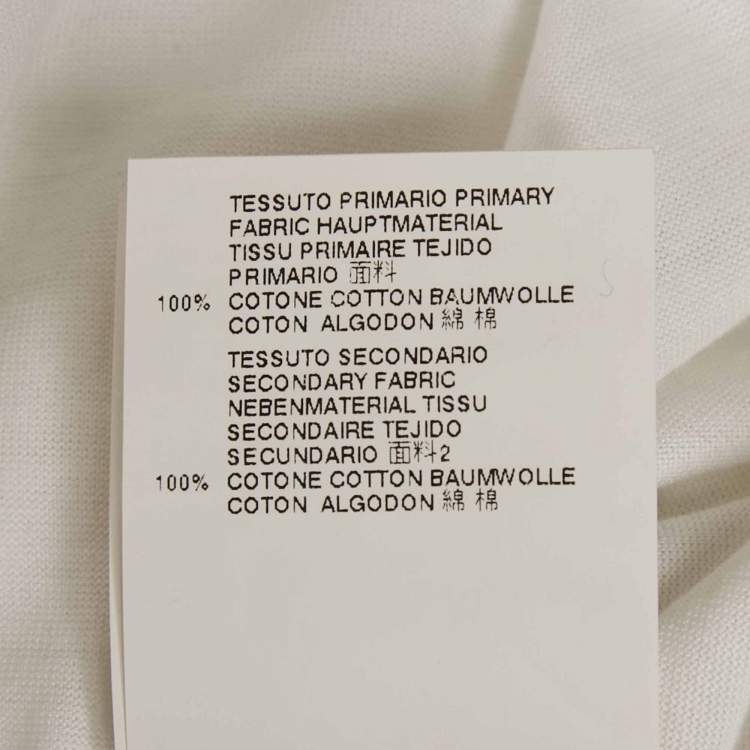 TESSUTO PRIMARIO PRIMARY
FABRIC HAUPTMATERIAL
TISSU PRIMAIRE TEJIDO
PRIMARIO 面料
100% COTONE COTTON BAUMWOLLE
COTON ALGODON 綿 棉
TESSUTO SECONDARIO
SECONDARY FABRIC
NEBENMATERIAL TISSU
SECONDAIRE TEJIDO
SECUNDARIO 面料2
100% COTONE COTTON BAUMWOLLE
COTON ALGODON 綿 棉